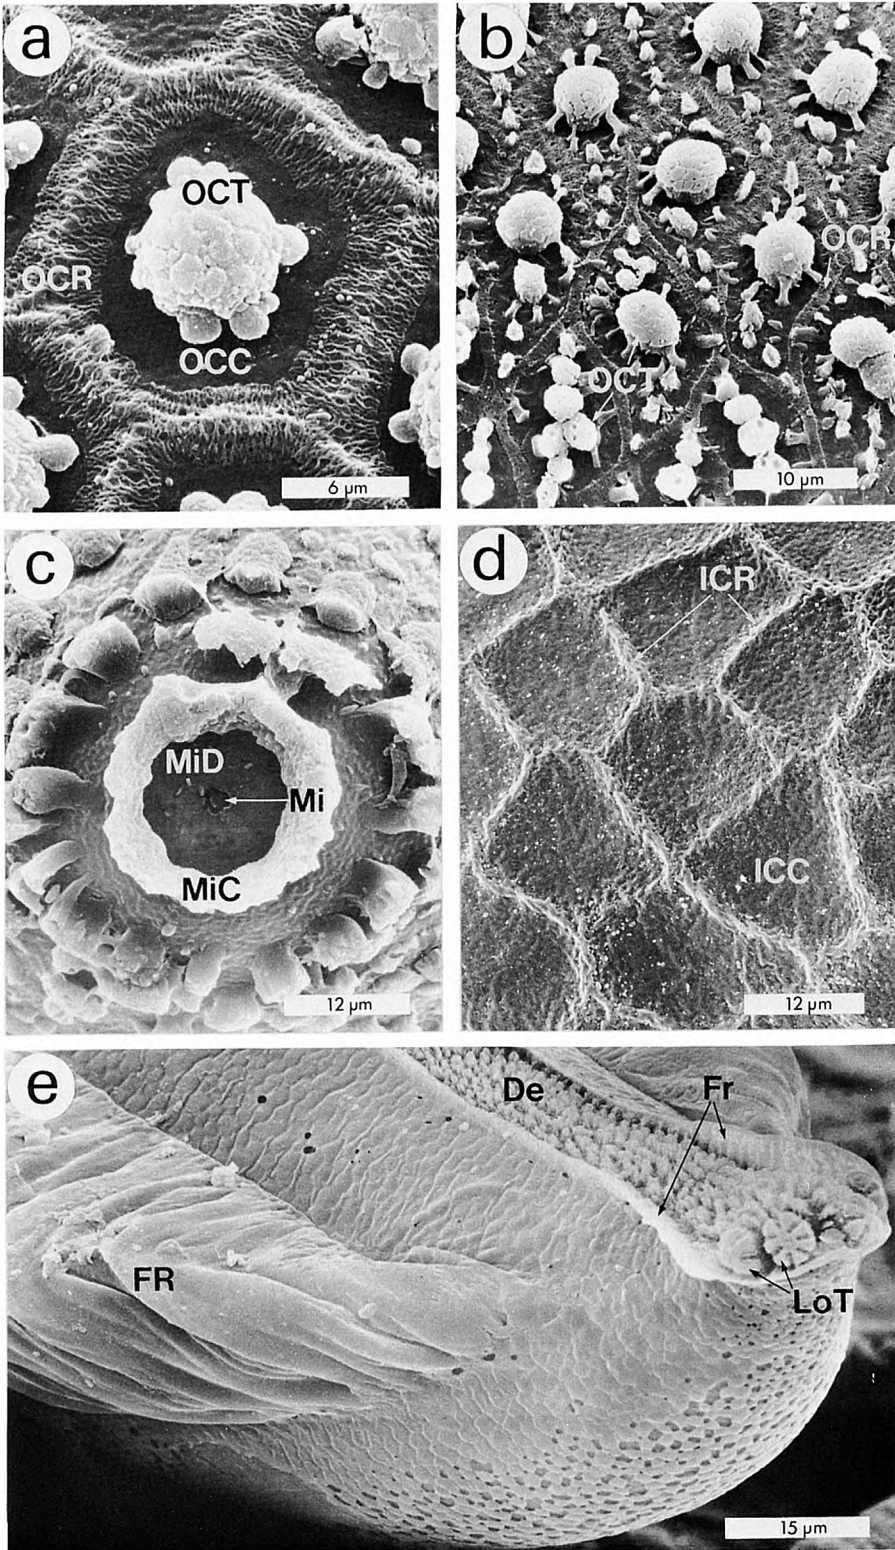 a
OCT
OCR
OCC
6 µm
b
OCR
OCT
10 µm
c
MiD
Mi
MiC
12 µm
d
ICR
ICC
12 µm
e
De
Fr
FR
LoT
15 µm